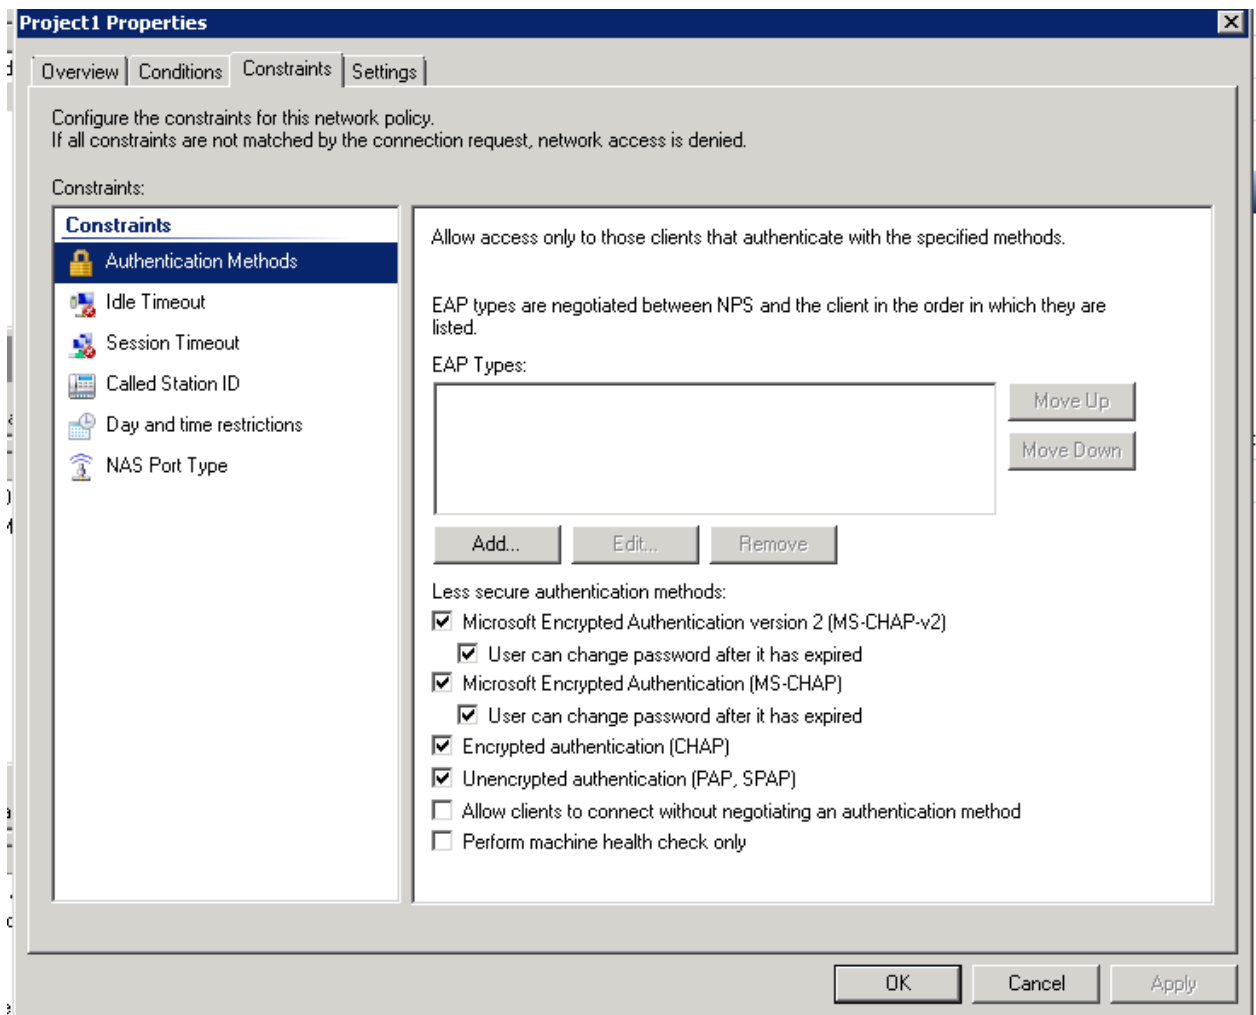 Project1 Properties
Overview
Conditions
Constraints
Settings
Configure the constraints for this network policy.
If all constraints are not matched by the connection request, network access is denied.
Constraints:
Constraints
Authentication Methods
Idle Timeout
Session Timeout
Called Station ID
Day and time restrictions
NAS Port Type
Allow access only to those clients that authenticate with the specified methods.
EAP types are negotiated between NPS and the client in the order in which they are
listed.
EAP Types:
Move Up
Move Down
Add...
Edit...
Remove
Less secure authentication methods:
Microsoft Encrypted Authentication version 2 (MS-CHAP-v2)
User can change password after it has expired
Microsoft Encrypted Authentication (MS-CHAP)
User can change password after it has expired
Encrypted authentication (CHAP)
Unencrypted authentication (PAP, SPAP)
Allow clients to connect without negotiating an authentication method
Perform machine health check only
OK
Cancel
Apply